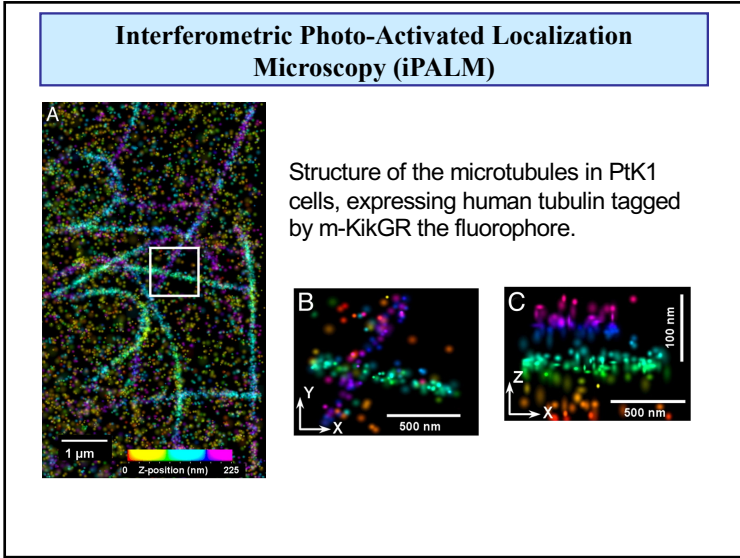 Interferometric Photo-Activated Localization
Microscopy (iPALM)
A
Structure of the microtubules in PtK1
cells, expressing human tubulin tagged
by m-KikGR the fluorophore.
B
Y
X
500 nm
C
100 nm
Z
X
500 nm
1 μm
0 Z-position (nm) 225